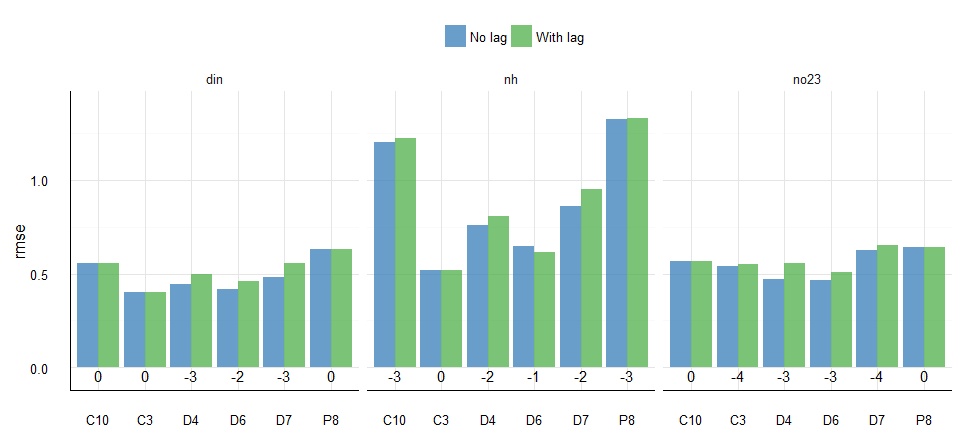 No lag With lag
din nh no23
rmse
1.0
0.5
0.0
0 0 -3 -2 -3 0 -3 0 -2 -1 -2 -3 0 -4 -3 -3 -4 0
C10 C3 D4 D6 D7 P8 C10 C3 D4 D6 D7 P8 C10 C3 D4 D6 D7 P8